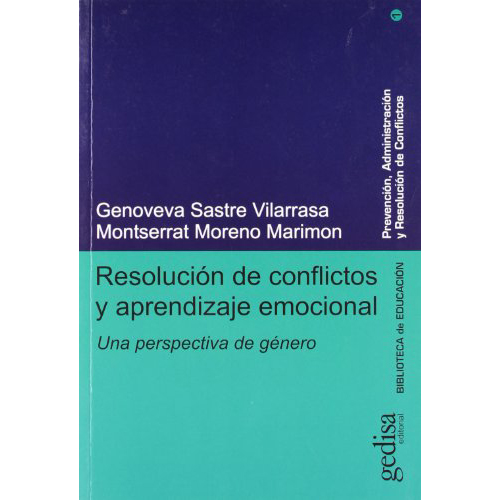 Genoveva Sastre Vilarrasa
Montserrat Moreno Marimon
Resolución de conflictos
y aprendizaje emocional
Una perspectiva de género
Prevención, Administración
y Resolución de Conflictos
1
BIBLIOTECA de EDUCACIÓN
gedisa
editorial